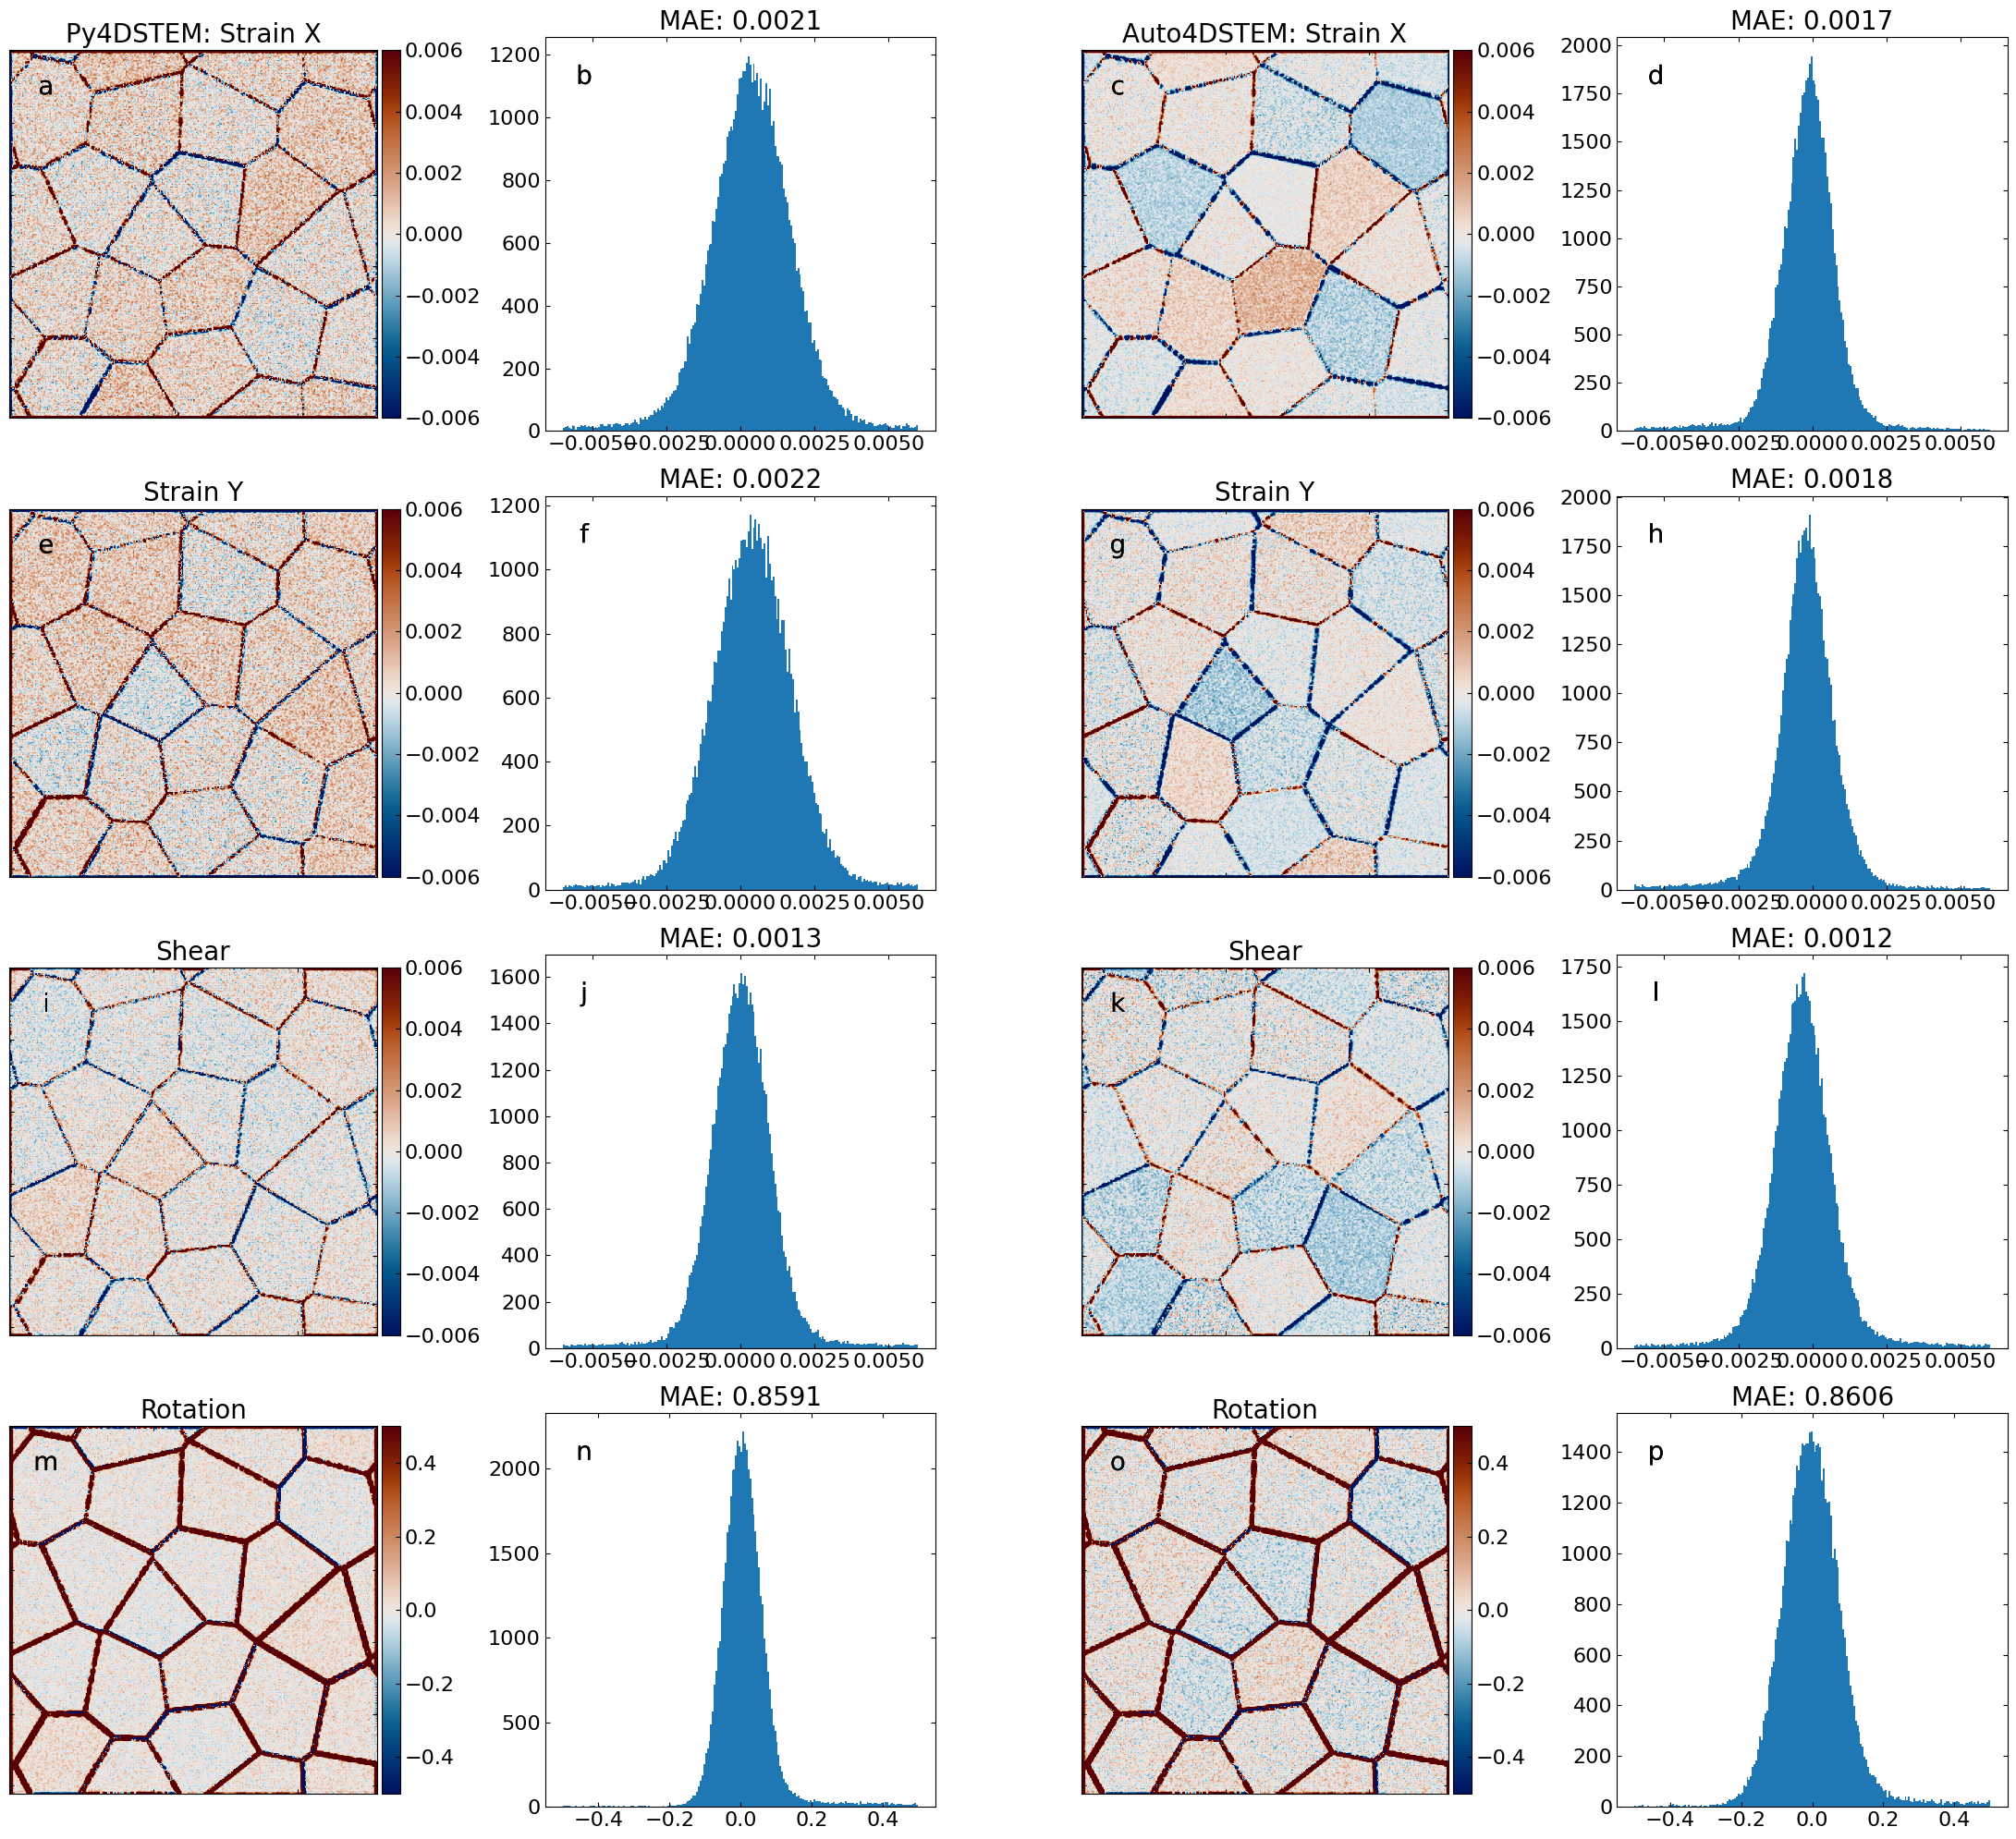 Py4DSTEM: Strain X
a
0.006
0.004
0.002
0.000
−0.002
−0.004
−0.006
MAE: 0.0021
b
1200
1000
800
600
400
200
0
−0.0050 −0.0025 0.0000 0.0025 0.0050
Auto4DSTEM: Strain X
c
0.006
0.004
0.002
0.000
−0.002
−0.004
−0.006
MAE: 0.0017
d
2000
1750
1500
1250
1000
750
500
250
0
−0.0050 −0.0025 0.0000 0.0025 0.0050
Strain Y
e
0.006
0.004
0.002
0.000
−0.002
−0.004
−0.006
MAE: 0.0022
f
1200
1000
800
600
400
200
0
−0.0050 −0.0025 0.0000 0.0025 0.0050
Strain Y
g
0.006
0.004
0.002
0.000
−0.002
−0.004
−0.006
MAE: 0.0018
h
2000
1750
1500
1250
1000
750
500
250
0
−0.0050 −0.0025 0.0000 0.0025 0.0050
Shear
i
0.006
0.004
0.002
0.000
−0.002
−0.004
−0.006
MAE: 0.0013
j
1600
1400
1200
1000
800
600
400
200
0
−0.0050 −0.0025 0.0000 0.0025 0.0050
Shear
k
0.006
0.004
0.002
0.000
−0.002
−0.004
−0.006
MAE: 0.0012
l
1750
1500
1250
1000
750
500
250
0
−0.0050 −0.0025 0.0000 0.0025 0.0050
Rotation
m
0.4
0.2
0.0
−0.2
−0.4
MAE: 0.8591
n
2000
1500
1000
500
0
−0.4 −0.2 0.0 0.2 0.4
Rotation
o
0.4
0.2
0.0
−0.2
−0.4
MAE: 0.8606
p
1400
1200
1000
800
600
400
200
0
−0.4 −0.2 0.0 0.2 0.4